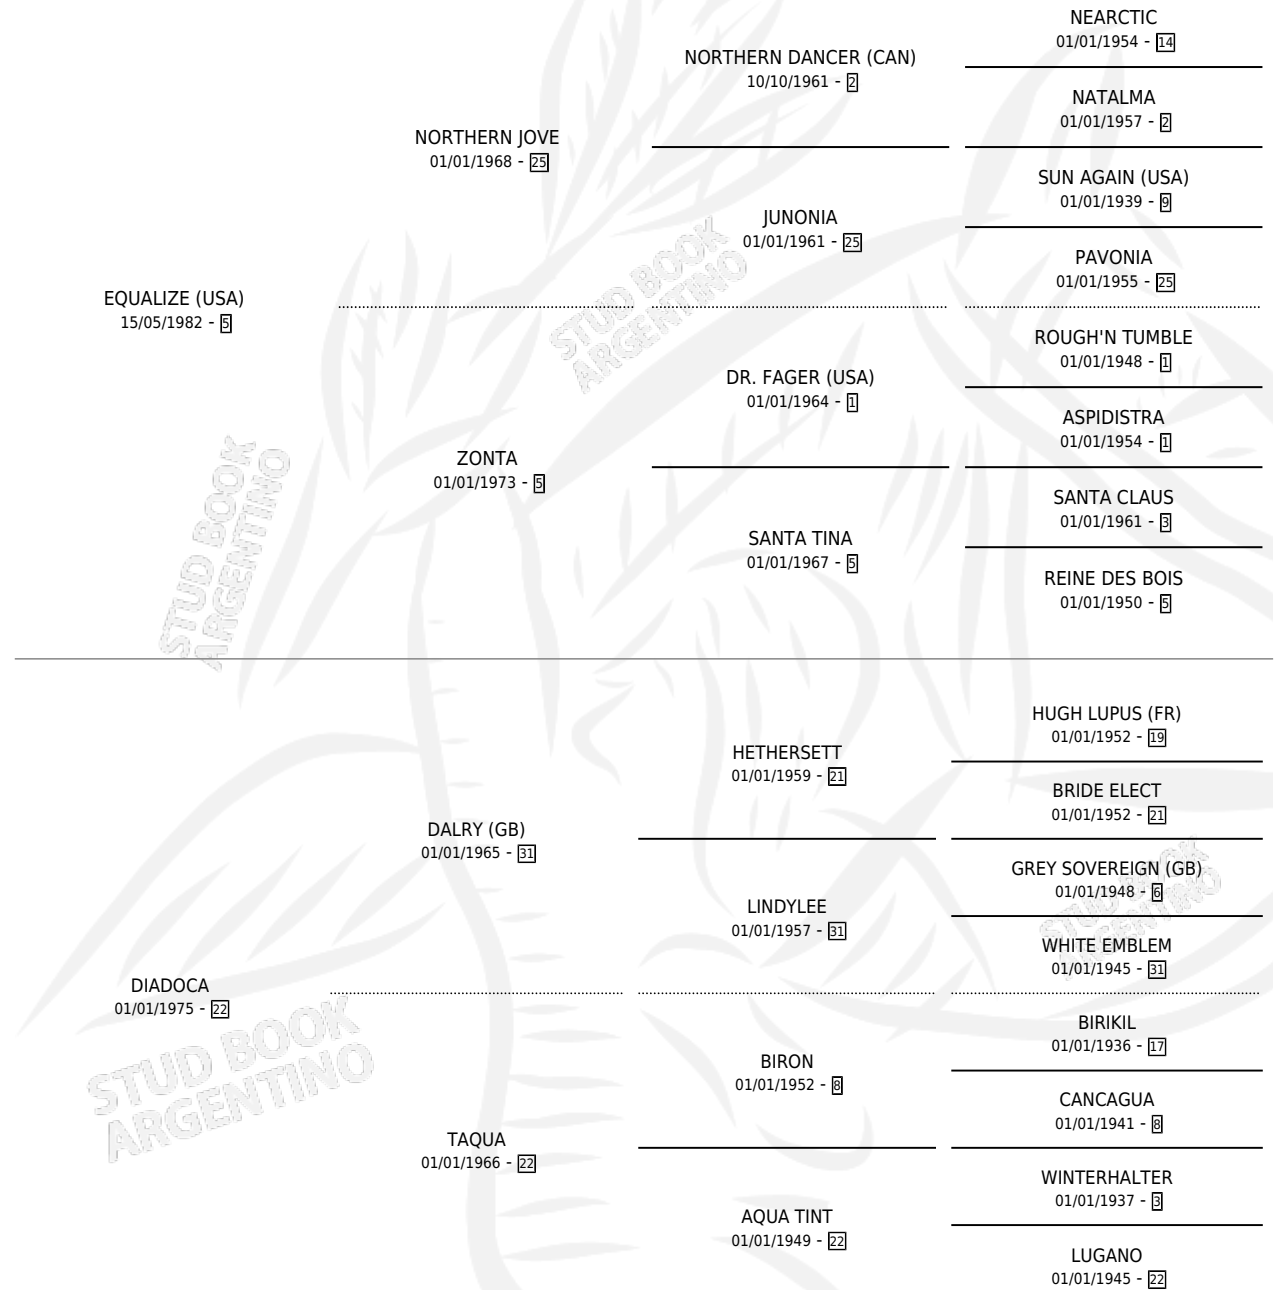 NEARCTIC
01/01/1954 - 14
NORTHERN DANCER (CAN)
10/10/1961 - 2
NATALMA
01/01/1957 - 2
NORTHERN JOVE
01/01/1968 - 25
SUN AGAIN (USA)
01/01/1939 - 9
JUNONIA
01/01/1961 - 25
PAVONIA
01/01/1955 - 25
EQUALIZE (USA)
15/05/1982 - 5
STUD BOOK
ARGENTINO
ROUGH'N TUMBLE
01/01/1948 - 1
DR. FAGER (USA)
01/01/1964 - 1
ASPIDISTRA
01/01/1954 - 1
ZONTA
01/01/1973 - 5
SANTA CLAUS
01/01/1961 - 3
SANTA TINA
01/01/1967 - 5
REINE DES BOIS
01/01/1950 - 5
STUD BOOK
ARGENTINO
HUGH LUPUS (FR)
01/01/1952 - 19
HETHERSETT
01/01/1959 - 21
BRIDE ELECT
01/01/1952 - 21
DALRY (GB)
01/01/1965 - 31
GREY SOVEREIGN (GB)
01/01/1948 - 6
STUD BOOK
ARGENTINO
LINDYLEE
01/01/1957 - 31
WHITE EMBLEM
01/01/1945 - 31
DIADOCA
01/01/1975 - 22
STUD BOOK
ARGENTINO
BIRIKIL
01/01/1936 - 17
BIRON
01/01/1952 - 8
CANCAGUA
01/01/1941 - 8
TAQUA
01/01/1966 - 22
WINTERHALTER
01/01/1937 - 3
AQUA TINT
01/01/1949 - 22
LUGANO
01/01/1945 - 22